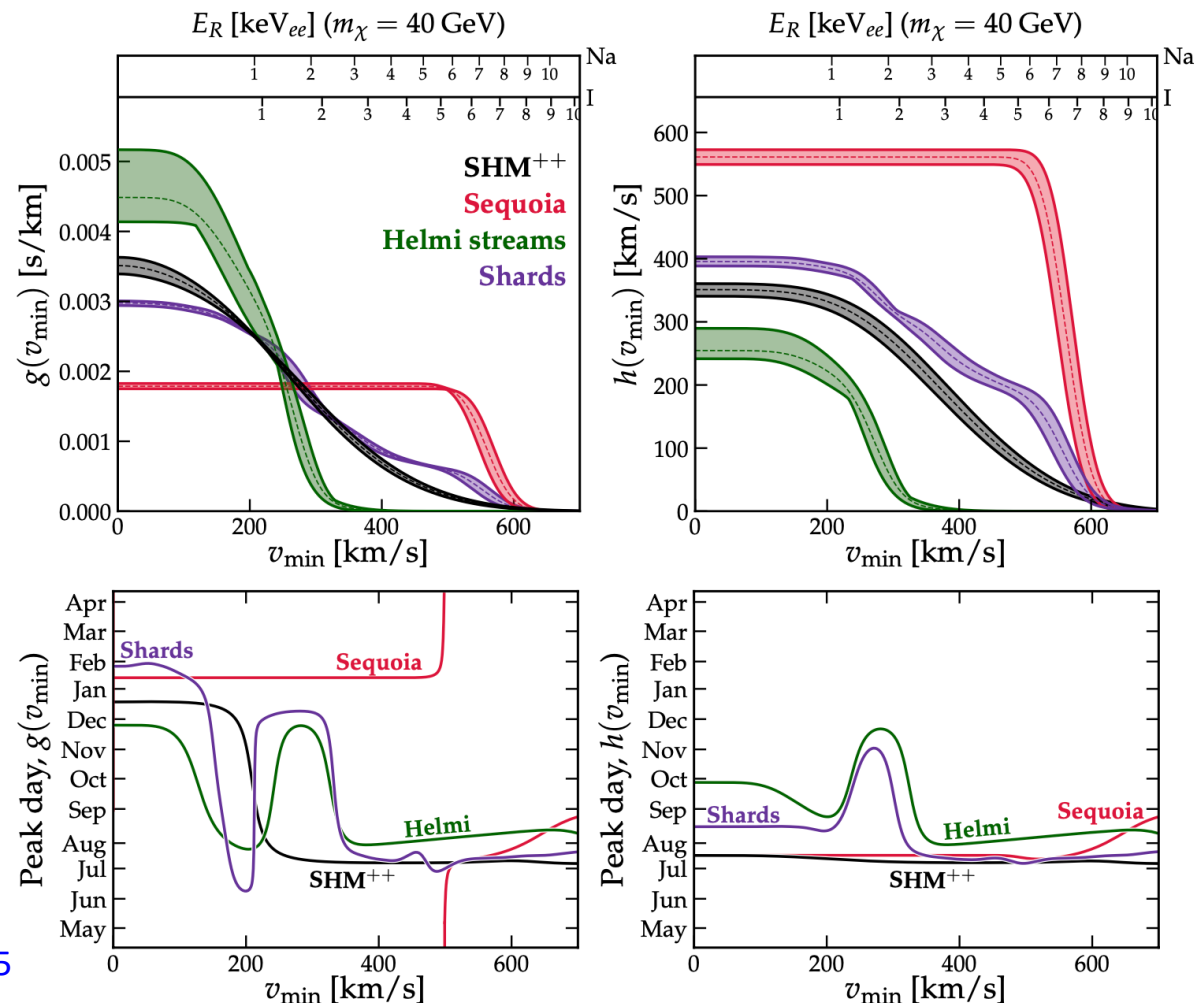 E_R [keV_ee] (m_χ = 40 GeV)
1 2 3 4 5 6 7 8 9 10 Na
1 2 3 4 5 6 7 8 9 10 I
0.005
0.004
0.003
0.002
0.001
0.000
g(v_min) [s/km]
SHM⁺⁺
Sequoia
Helmi streams
Shards
0 200 400 600
v_min [km/s]
E_R [keV_ee] (m_χ = 40 GeV)
1 2 3 4 5 6 7 8 9 10 Na
1 2 3 4 5 6 7 8 9 10 I
600
500
400
300
200
100
0
h(v_min) [km/s]
0 200 400 600
v_min [km/s]
Apr
Mar
Feb
Jan
Dec
Nov
Oct
Sep
Aug
Jul
Jun
May
Peak day, g(v_min)
Shards
Sequoia
Helmi
SHM⁺⁺
0 200 400 600
v_min [km/s]
5
Apr
Mar
Feb
Jan
Dec
Nov
Oct
Sep
Aug
Jul
Jun
May
Peak day, h(v_min)
Shards
Sequoia
Helmi
SHM⁺⁺
0 200 400 600
v_min [km/s]